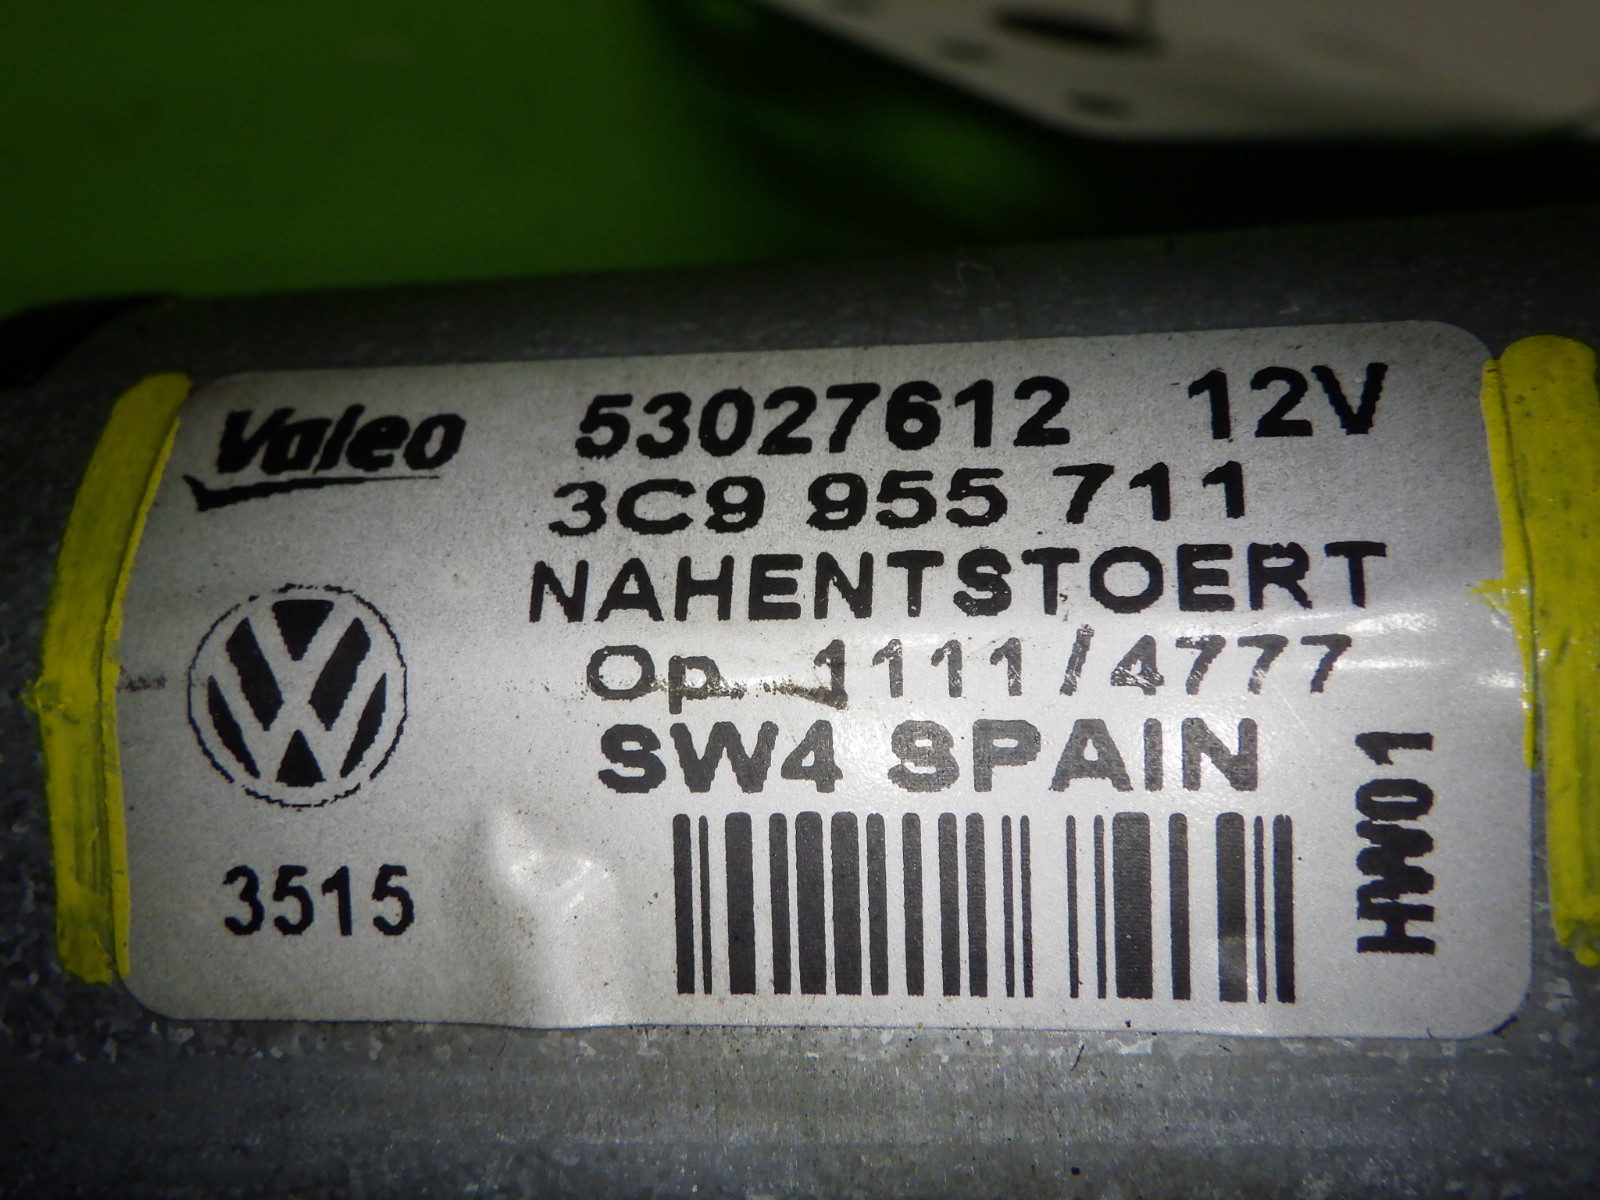 Valeo 53027612 12V
3C9 955 711
NAHENTSTOERT
Op. 1111/4777
SW4 SPAIN
3515
HW01